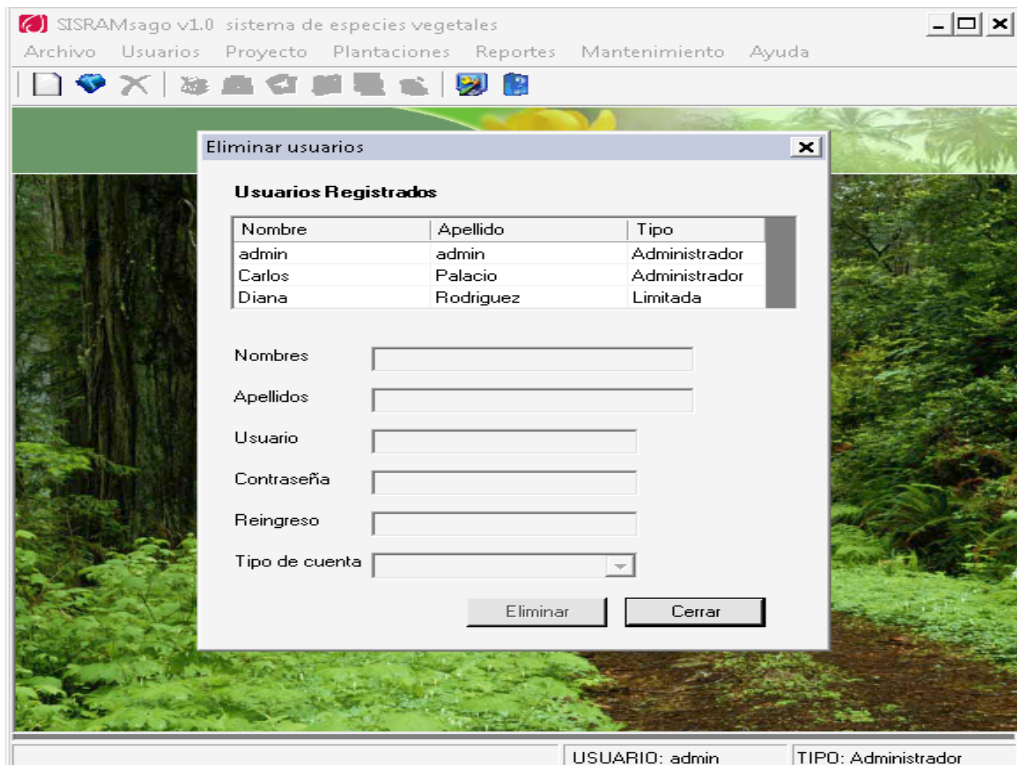 SISRAMsago v1.0 sistema de especies vegetales
Archivo Usuarios Proyecto Plantaciones Reportes Mantenimiento Ayuda
Eliminar usuarios
Usuarios Registrados
Nombre Apellido Tipo
admin admin Administrador
Carlos Palacio Administrador
Diana Rodriguez Limitada
Nombres
Apellidos
Usuario
Contraseña
Reingreso
Tipo de cuenta
Eliminar Cerrar
USUARIO: admin TIPO: Administrador